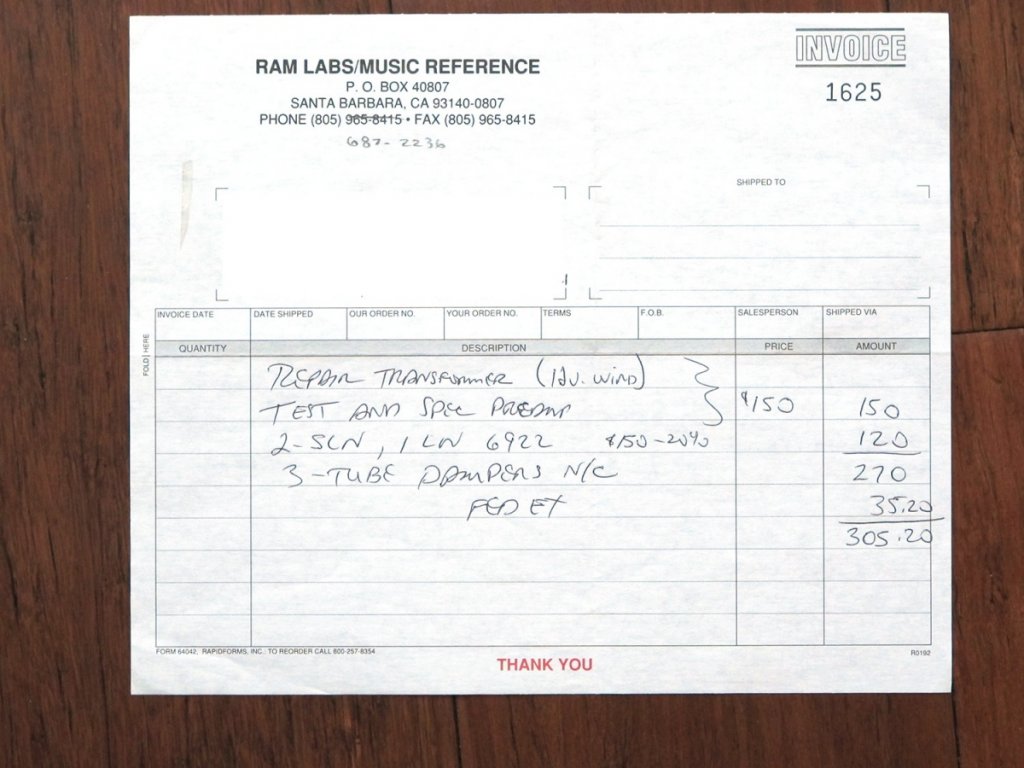 INVOICE
1625
RAM LABS/MUSIC REFERENCE
P. O. BOX 40807
SANTA BARBARA, CA 93140-0807
PHONE (805) 965-8415 • FAX (805) 965-8415
687-2236
SHIPPED TO
INVOICE DATE DATE SHIPPED OUR ORDER NO. YOUR ORDER NO. TERMS F.O.B. SALESPERSON SHIPPED VIA
FOLD HERE
QUANTITY DESCRIPTION PRICE AMOUNT
REPAIR TRANSFORMER (12V. WIND)
TEST AND SPEC PREAMP $150 150
2-SLN, 1 LN 6922 $150-20% 120
3-TUBE DAMPERS N/C 270
FED EX 35.20
305.20
FORM 64042, RAPIDFORMS, INC. TO REORDER CALL 800-257-8354
R0192
THANK YOU